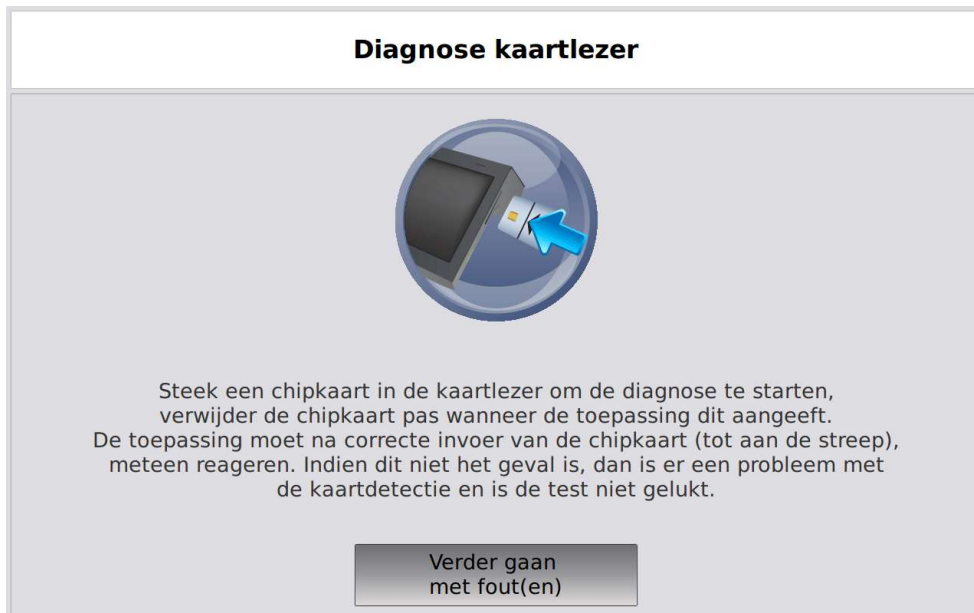 Diagnose kaartlezer
Steek een chipkaart in de kaartlezer om de diagnose te starten,
verwijder de chipkaart pas wanneer de toepassing dit aangeeft.
De toepassing moet na correcte invoer van de chipkaart (tot aan de streep),
meteen reageren. Indien dit niet het geval is, dan is er een probleem met
de kaartdetectie en is de test niet gelukt.
Verder gaan
met fout(en)